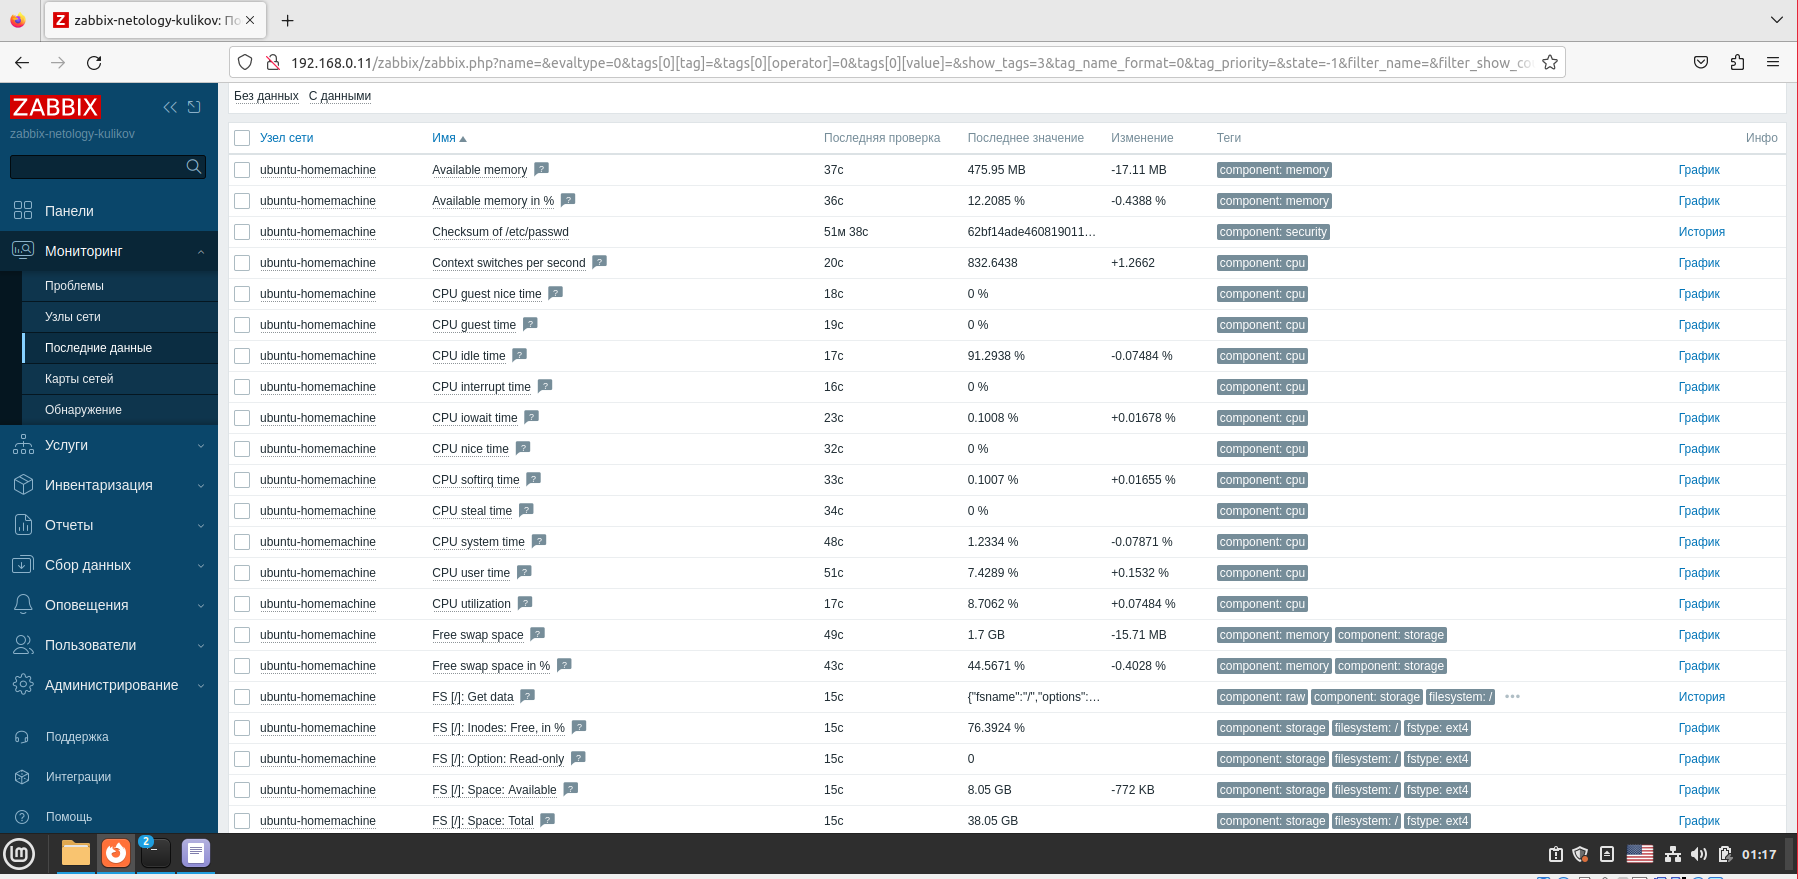 zabbix-netology-kulikov: По
192.168.0.11/zabbix/zabbix.php?name=&evaltype=0&tags[0][tag]=&tags[0][operator]=0&tags[0][value]=&show_tags=3&tag_name_format=0&tag_priority=&state=-1&filter_name=&filter_show_co
ZABBIX
zabbix-netology-kulikov
Панели
Мониторинг
Проблемы
Узлы сети
Последние данные
Карты сетей
Обнаружение
Услуги
Инвентаризация
Отчеты
Сбор данных
Оповещения
Пользователи
Администрирование
Поддержка
Интеграции
Помощь
Без данных С данными
Узел сети Имя Последняя проверка Последнее значение Изменение Теги Инфо
ubuntu-homemachine Available memory ? 37с 475.95 MB -17.11 MB component: memory График
ubuntu-homemachine Available memory in % ? 36с 12.2085 % -0.4388 % component: memory График
ubuntu-homemachine Checksum of /etc/passwd 51м 38с 62bf14ade460819011… component: security История
ubuntu-homemachine Context switches per second ? 20с 832.6438 +1.2662 component: cpu График
ubuntu-homemachine CPU guest nice time ? 18с 0 % component: cpu График
ubuntu-homemachine CPU guest time ? 19с 0 % component: cpu График
ubuntu-homemachine CPU idle time ? 17с 91.2938 % -0.07484 % component: cpu График
ubuntu-homemachine CPU interrupt time ? 16с 0 % component: cpu График
ubuntu-homemachine CPU iowait time ? 23с 0.1008 % +0.01678 % component: cpu График
ubuntu-homemachine CPU nice time ? 32с 0 % component: cpu График
ubuntu-homemachine CPU softirq time ? 33с 0.1007 % +0.01655 % component: cpu График
ubuntu-homemachine CPU steal time ? 34с 0 % component: cpu График
ubuntu-homemachine CPU system time ? 48с 1.2334 % -0.07871 % component: cpu График
ubuntu-homemachine CPU user time ? 51с 7.4289 % +0.1532 % component: cpu График
ubuntu-homemachine CPU utilization ? 17с 8.7062 % +0.07484 % component: cpu График
ubuntu-homemachine Free swap space ? 49с 1.7 GB -15.71 MB component: memory component: storage График
ubuntu-homemachine Free swap space in % ? 43с 44.5671 % -0.4028 % component: memory component: storage График
ubuntu-homemachine FS [/]: Get data ? 15с {"fsname":"/","options":… component: raw component: storage filesystem: / ••• История
ubuntu-homemachine FS [/]: Inodes: Free, in % ? 15с 76.3924 % component: storage filesystem: / fstype: ext4 График
ubuntu-homemachine FS [/]: Option: Read-only ? 15с 0 component: storage filesystem: / fstype: ext4 График
ubuntu-homemachine FS [/]: Space: Available ? 15с 8.05 GB -772 KB component: storage filesystem: / fstype: ext4 График
ubuntu-homemachine FS [/]: Space: Total ? 15с 38.05 GB component: storage filesystem: / fstype: ext4 График
2
01:17